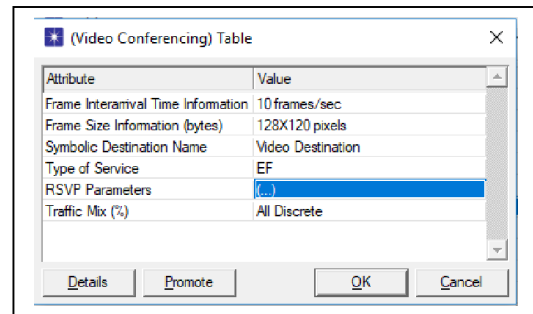 (Video Conferencing) Table
Attribute Value
Frame Interarrival Time Information 10 frames/sec
Frame Size Information (bytes) 128X120 pixels
Symbolic Destination Name Video Destination
Type of Service EF
RSVP Parameters (...)
Traffic Mix (%) All Discrete
Details Promote OK Cancel